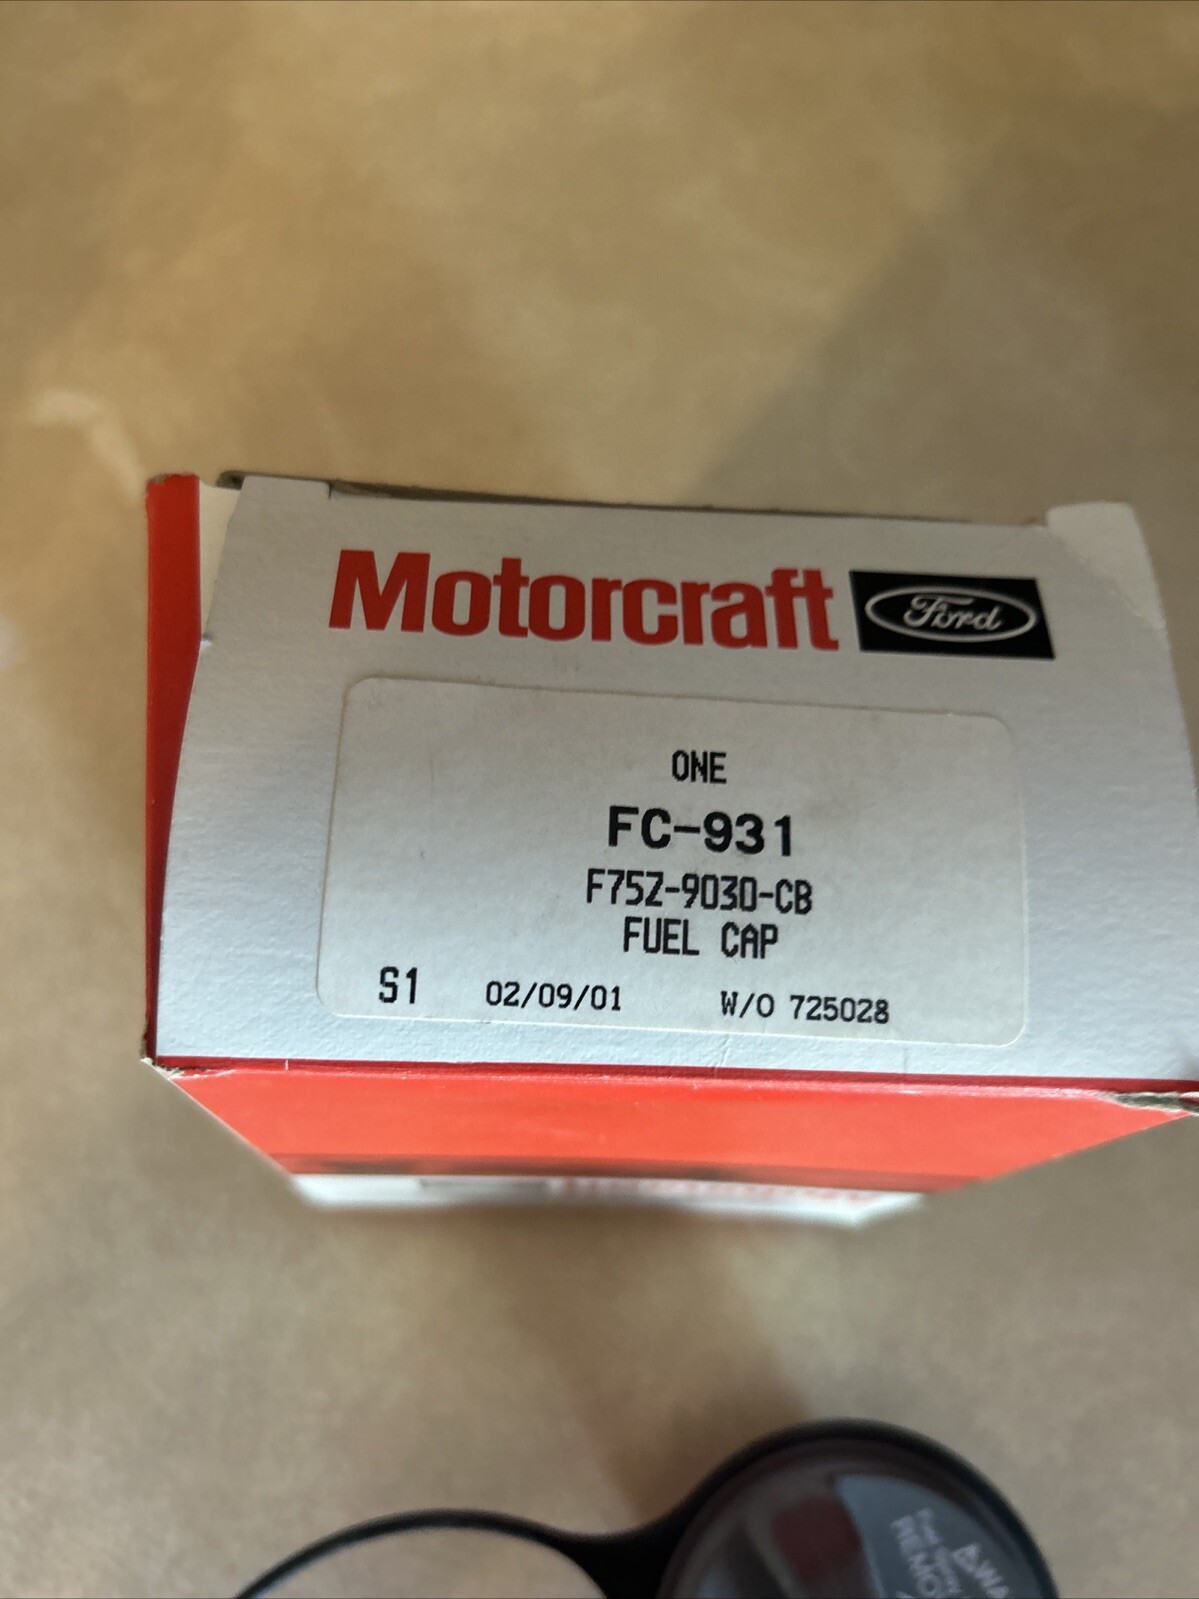 Motorcraft Ford
ONE
FC-931
F75Z-9030-CB
FUEL CAP
S1 02/09/01 W/O 725028